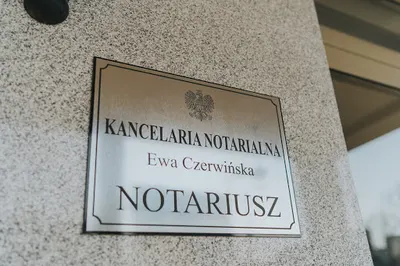 KANCELARIA NOTARIALNA
Ewa Czerwińska
NOTARIUSZ